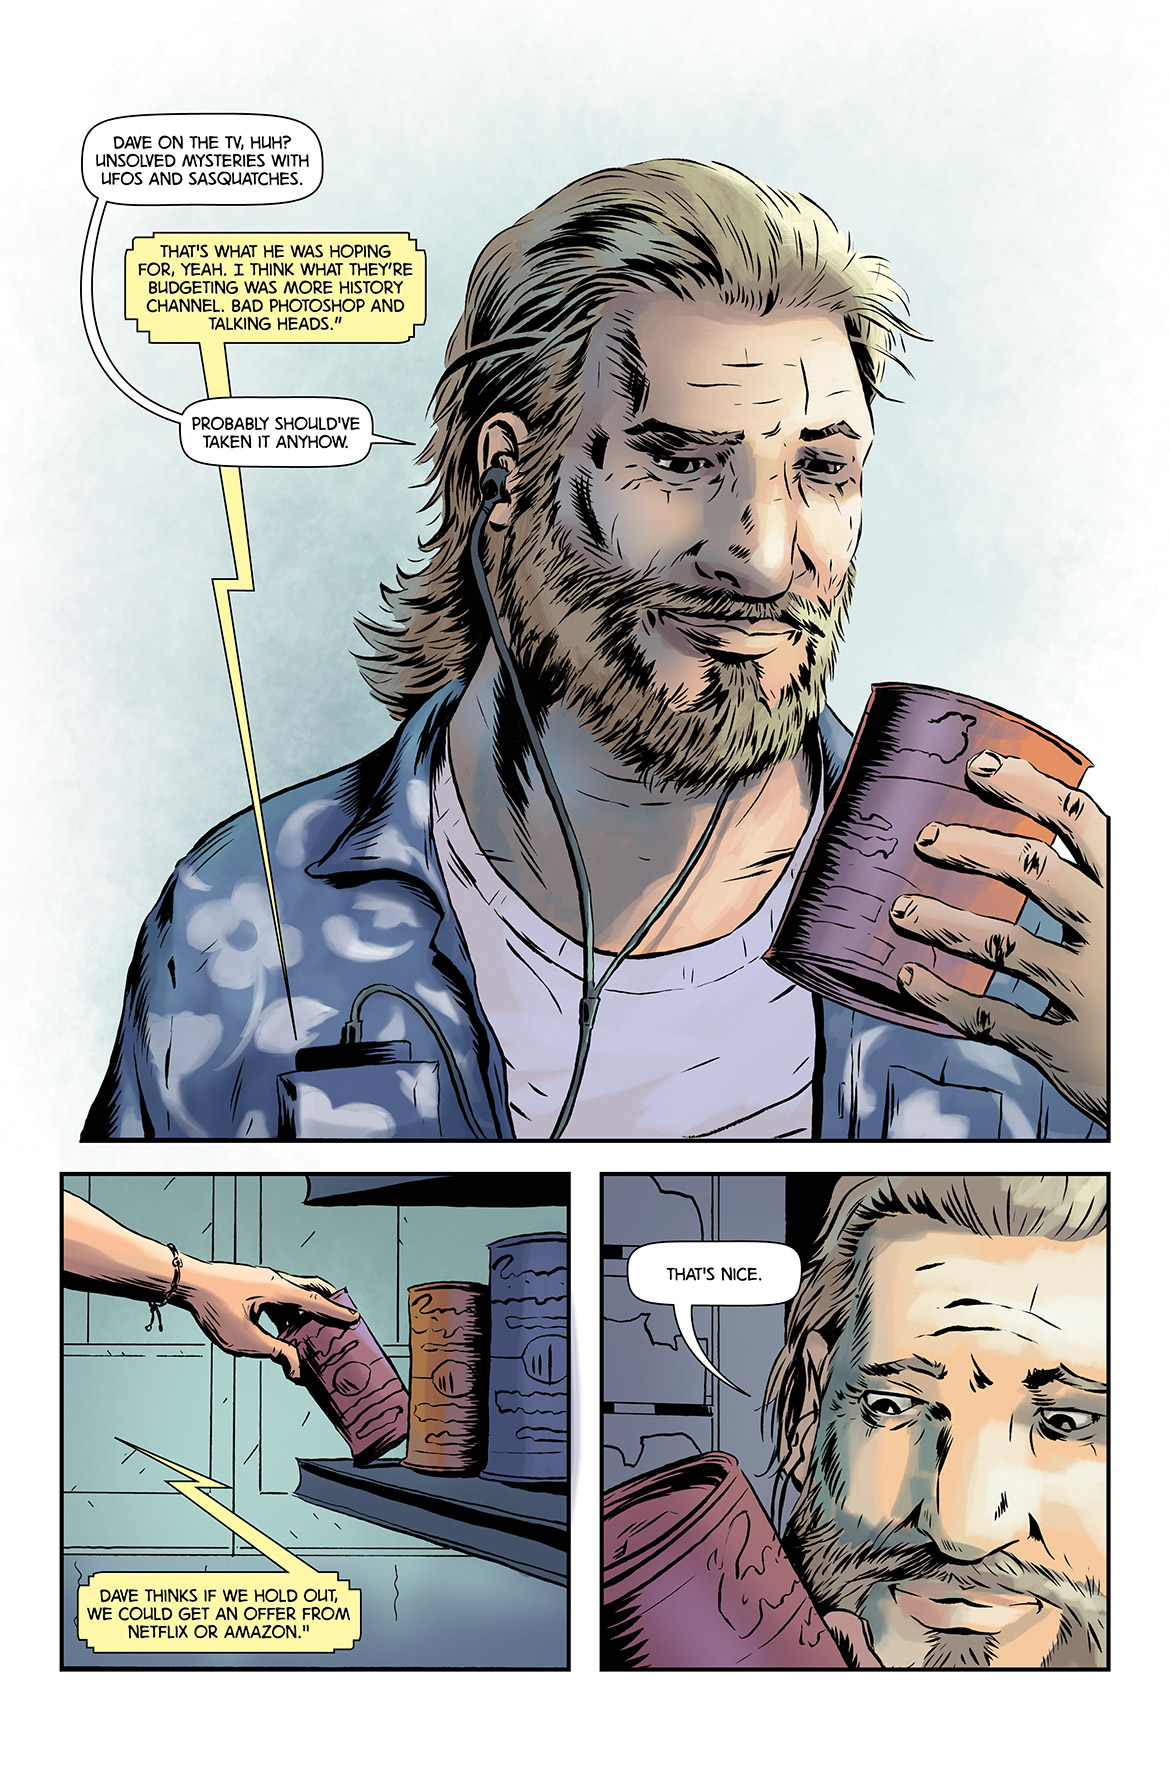 DAVE ON THE TV, HUH?
UNSOLVED MYSTERIES WITH
UFOS AND SASQUATCHES.
THAT'S WHAT HE WAS HOPING
FOR, YEAH. I THINK WHAT THEY'RE
BUDGETING WAS MORE HISTORY
CHANNEL. BAD PHOTOSHOP AND
TALKING HEADS."
PROBABLY SHOULD'VE
TAKEN IT ANYHOW.
DAVE THINKS IF WE HOLD OUT,
WE COULD GET AN OFFER FROM
NETFLIX OR AMAZON."
THAT'S NICE.